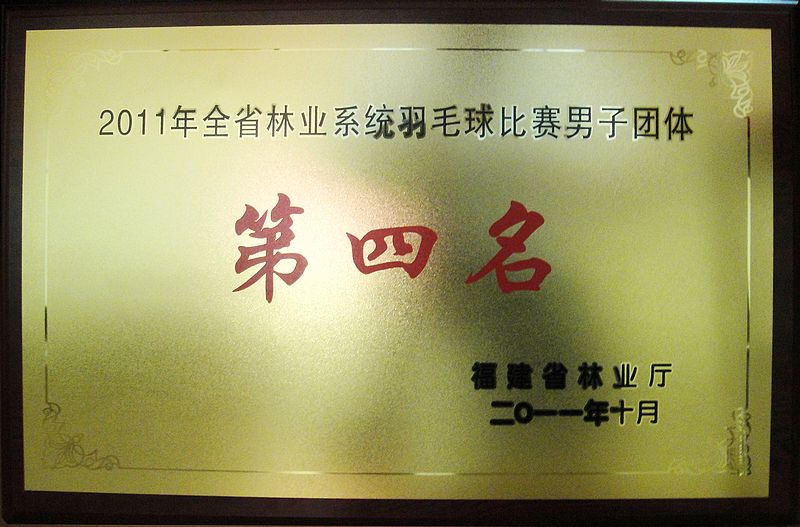 2011年全省林业系统羽毛球比赛男子团体
第四名
福建省林业厅
二〇一一年十月